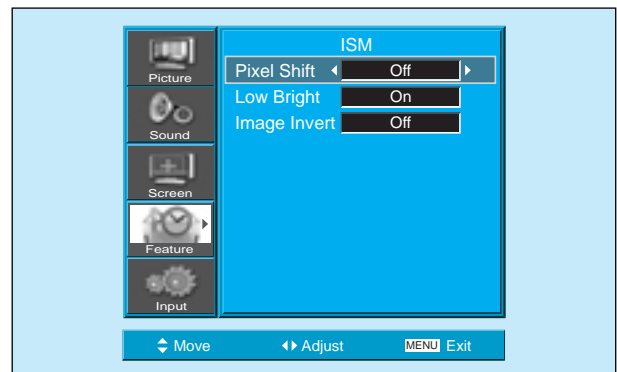 ISM
Picture
Pixel Shift Off
Low Bright On
Image Invert Off
Sound
Screen
Feature
Input
Move Adjust MENU Exit